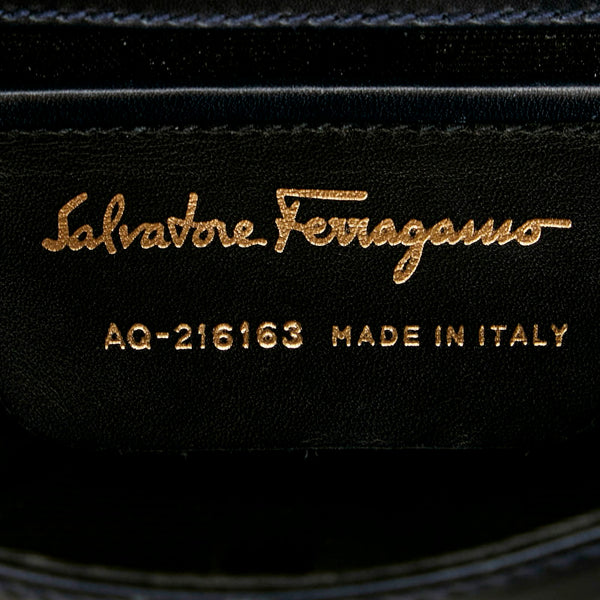 Salvatore Ferragamo
AQ-216163 MADE IN ITALY